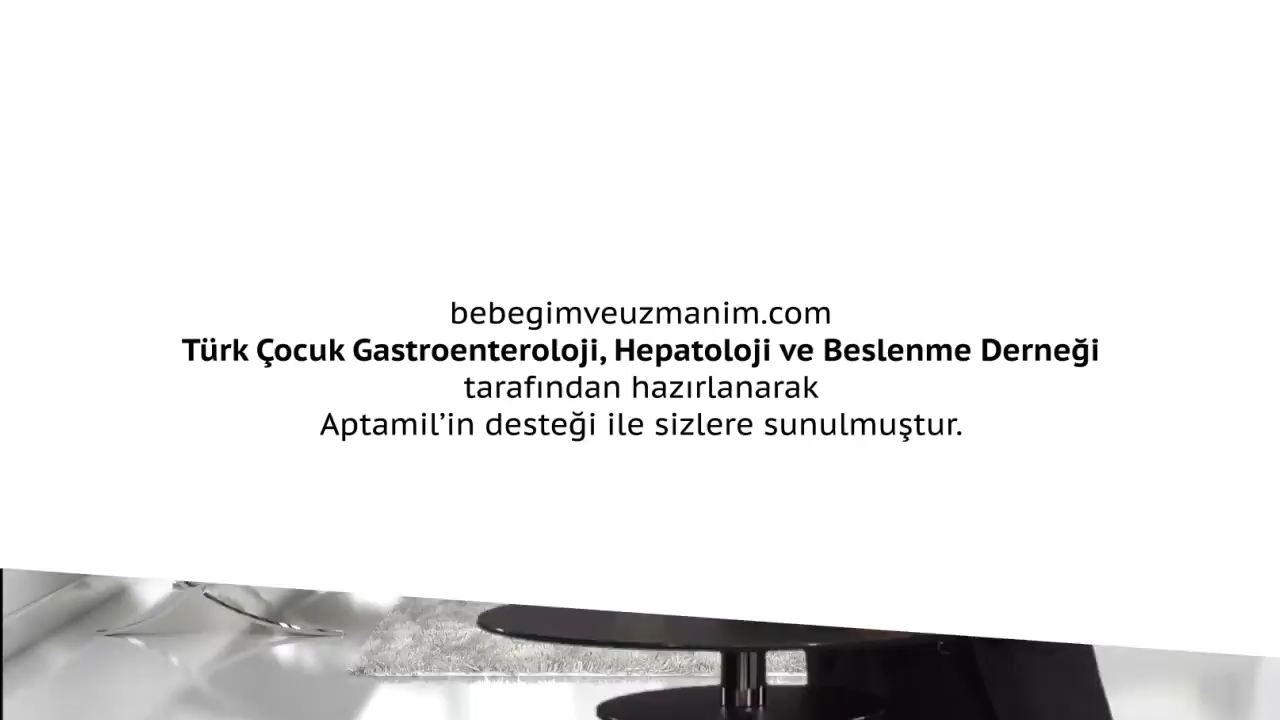 bebegimveuzmanim.com
Türk Çocuk Gastroenteroloji, Hepatoloji ve Beslenme Derneği
tarafından hazırlanarak
Aptamil’in desteği ile sizlere sunulmuştur.